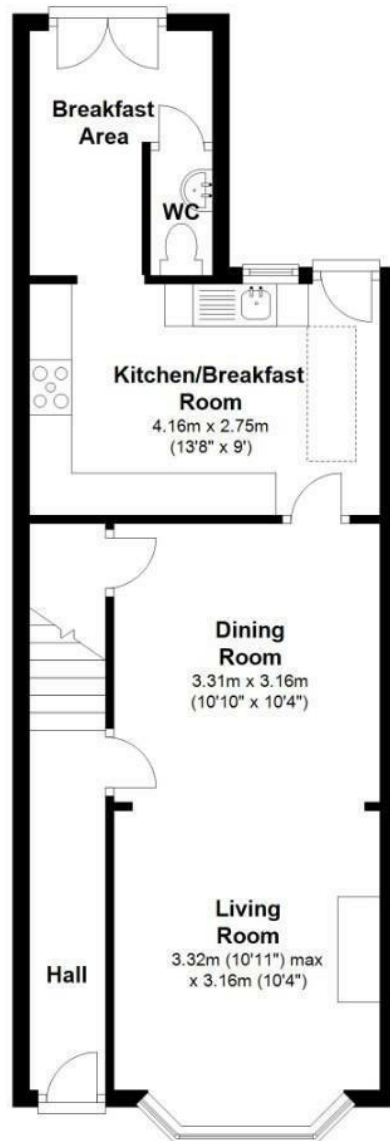 Breakfast
Area
WC
Kitchen/Breakfast
Room
4.16m x 2.75m
(13'8" x 9')
Dining
Room
3.31m x 3.16m
(10'10" x 10'4")
Living
Room
3.32m (10'11") max
x 3.16m (10'4")
Hall